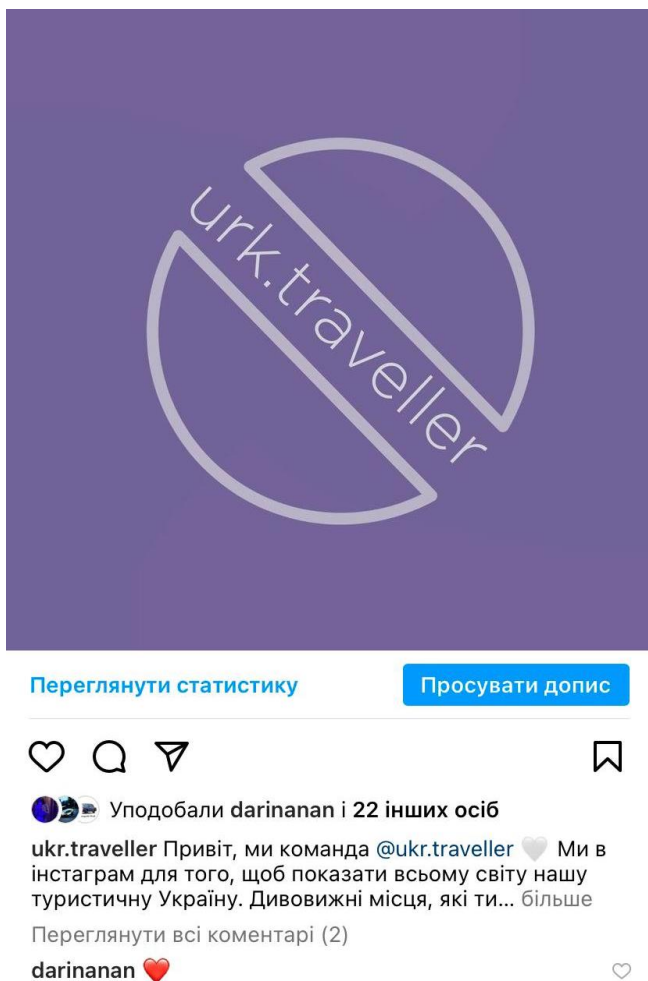 urk.traveller
Переглянути статистику
Просувати допис
Уподобали darinanan і 22 інших осіб
ukr.traveller Привіт, ми команда @ukr.traveller 🤍 Ми в
інстаграм для того, щоб показати всьому світу нашу
туристичну Україну. Дивовижні місця, які ти... більше
Переглянути всі коментарі (2)
darinanan ❤️